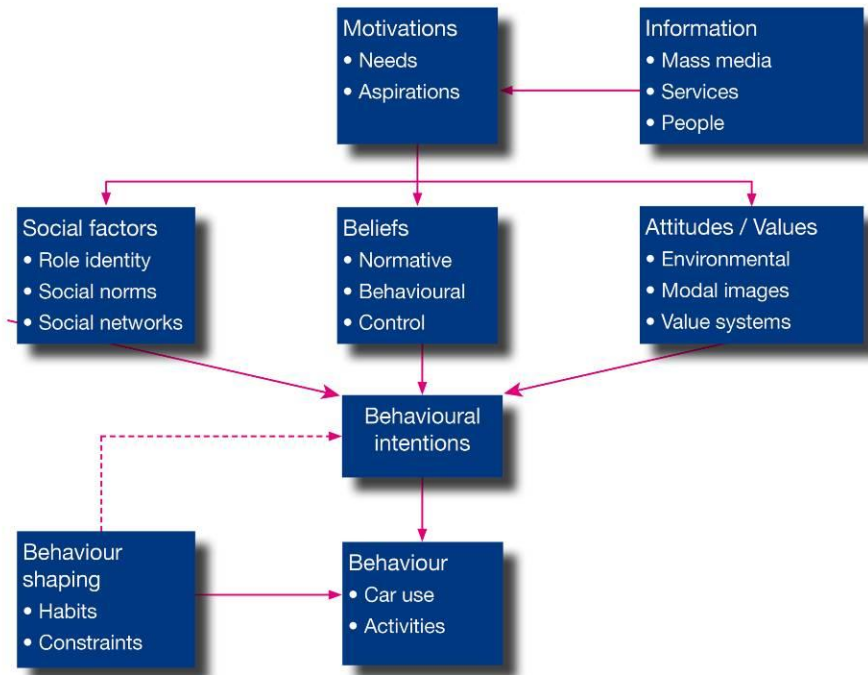 Motivations
• Needs
• Aspirations
Information
• Mass media
• Services
• People
Social factors
• Role identity
• Social norms
• Social networks
Beliefs
• Normative
• Behavioural
• Control
Attitudes / Values
• Environmental
• Modal images
• Value systems
Behavioural
intentions
Behaviour
shaping
• Habits
• Constraints
Behaviour
• Car use
• Activities